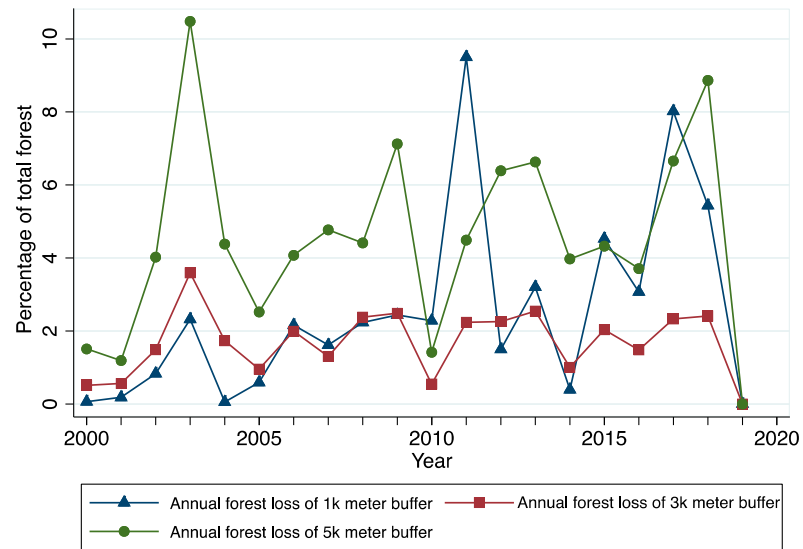 Percentage of total forest
10
8
6
4
2
0
2000 2005 2010 2015 2020
Year
Annual forest loss of 1k meter buffer Annual forest loss of 3k meter buffer
Annual forest loss of 5k meter buffer